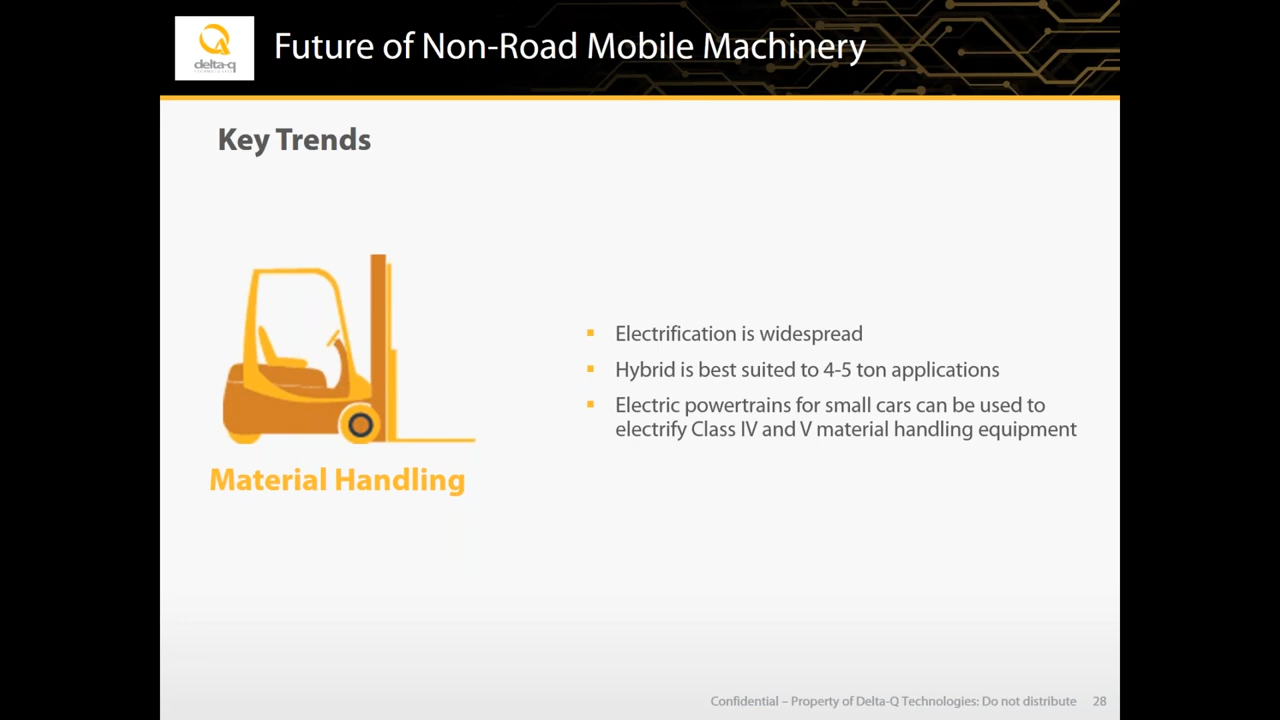 delta-q
TECHNOLOGIES
Future of Non-Road Mobile Machinery
Key Trends
Electrification is widespread
Hybrid is best suited to 4-5 ton applications
Electric powertrains for small cars can be used to
electrify Class IV and V material handling equipment
Material Handling
Confidential – Property of Delta-Q Technologies: Do not distribute 28